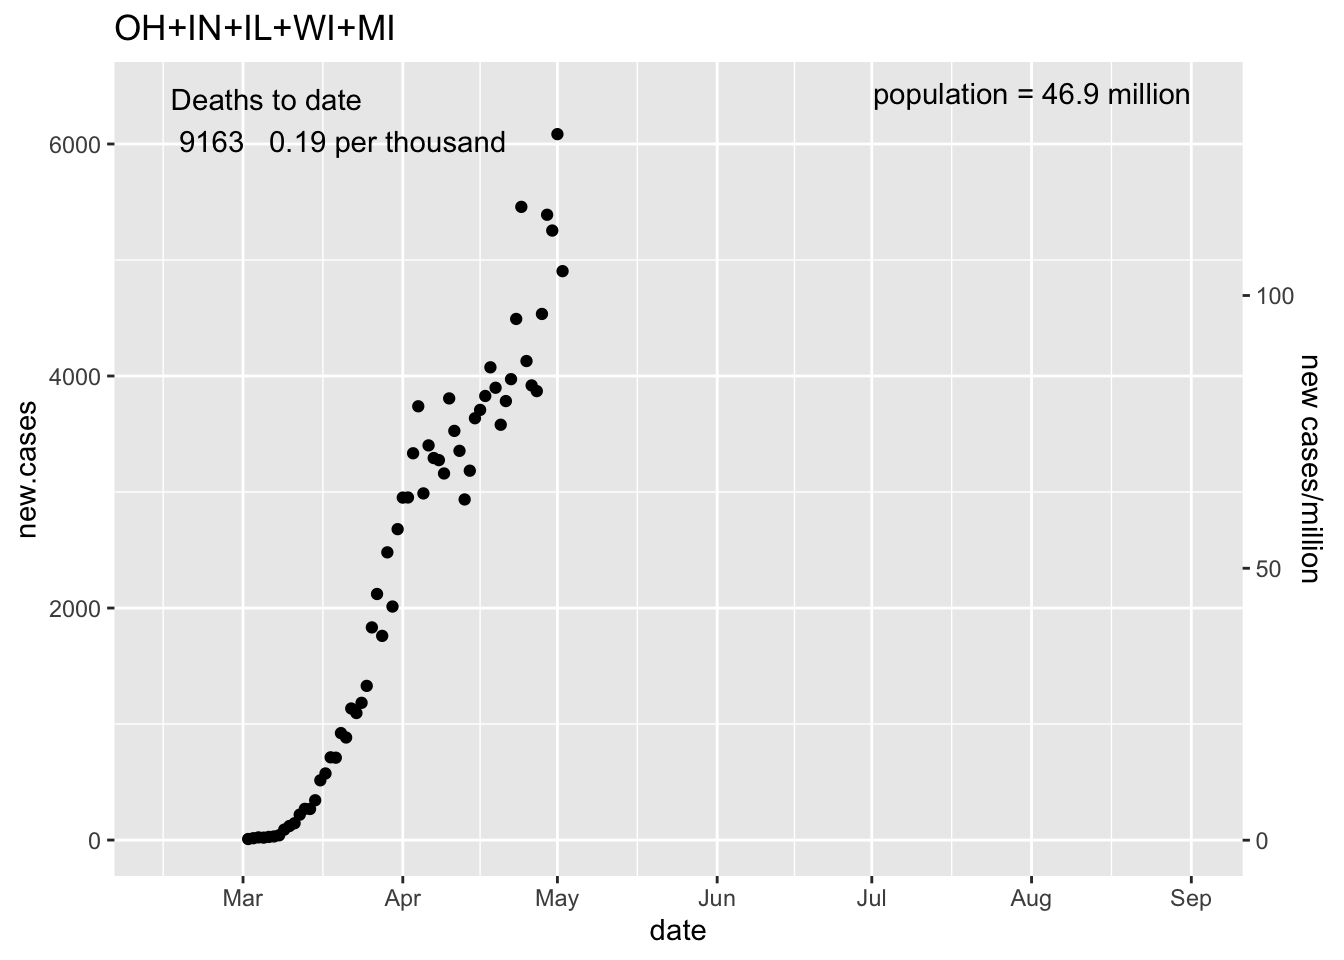 OH+IN+IL+WI+MI
Deaths to date
9163 0.19 per thousand
population = 46.9 million
6000
4000
2000
0
new.cases
100
50
0
new cases/million
Mar Apr May Jun Jul Aug Sep
date